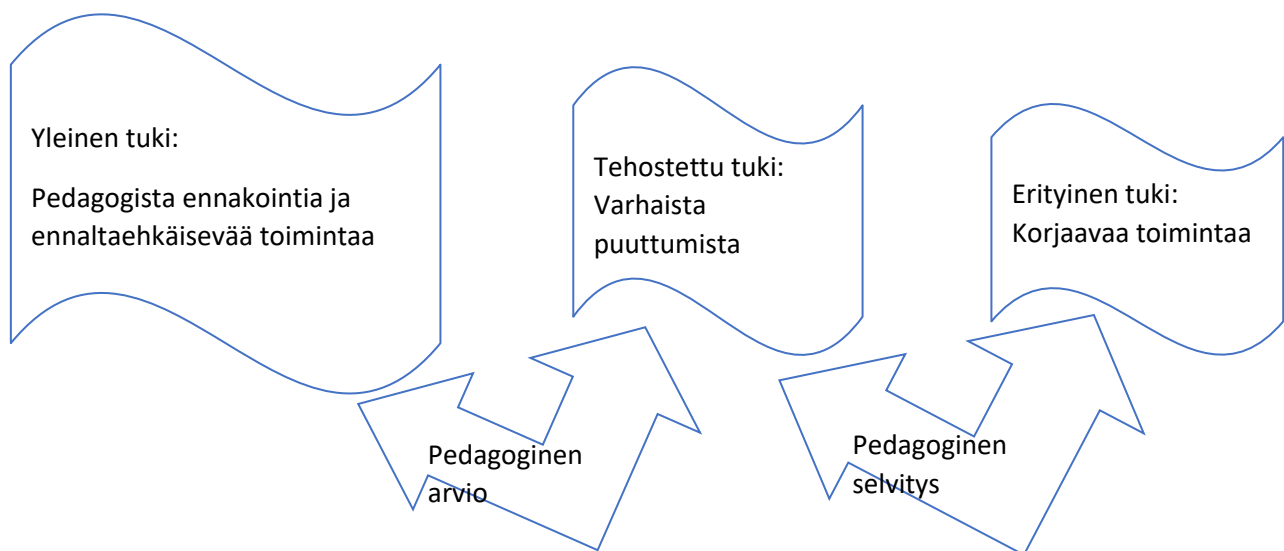 Yleinen tuki:
Pedagogista ennakointia ja
ennaltaehkäisevää toimintaa
Tehostettu tuki:
Varhaista
puuttumista
Erityinen tuki:
Korjaavaa toimintaa
Pedagoginen
arvio
Pedagoginen
selvitys